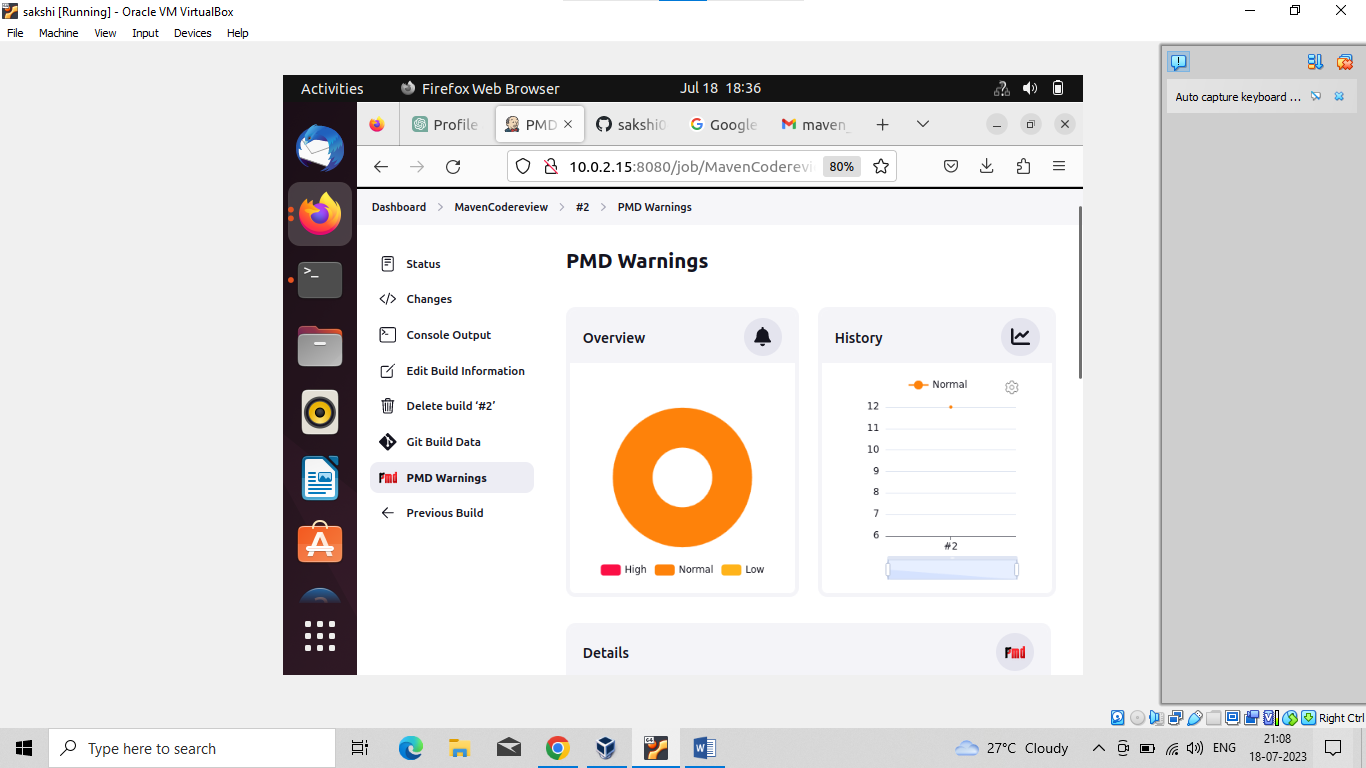 sakshi [Running] - Oracle VM VirtualBox
File Machine View Input Devices Help
Auto capture keyboard ...
Activities Firefox Web Browser Jul 18 18:36
Profile PMD sakshi0 Google maven_
10.0.2.15:8080/job/MavenCoderevi 80%
Dashboard MavenCodereview #2 PMD Warnings
Status
Changes
Console Output
Edit Build Information
Delete build ‘#2’
Git Build Data
PMD Warnings
Previous Build
PMD Warnings
Overview
High Normal Low
History
Normal
12
11
10
9
8
7
6
#2
Details
Pmd
Right Ctrl
Type here to search
27°C Cloudy
ENG
21:08
18-07-2023